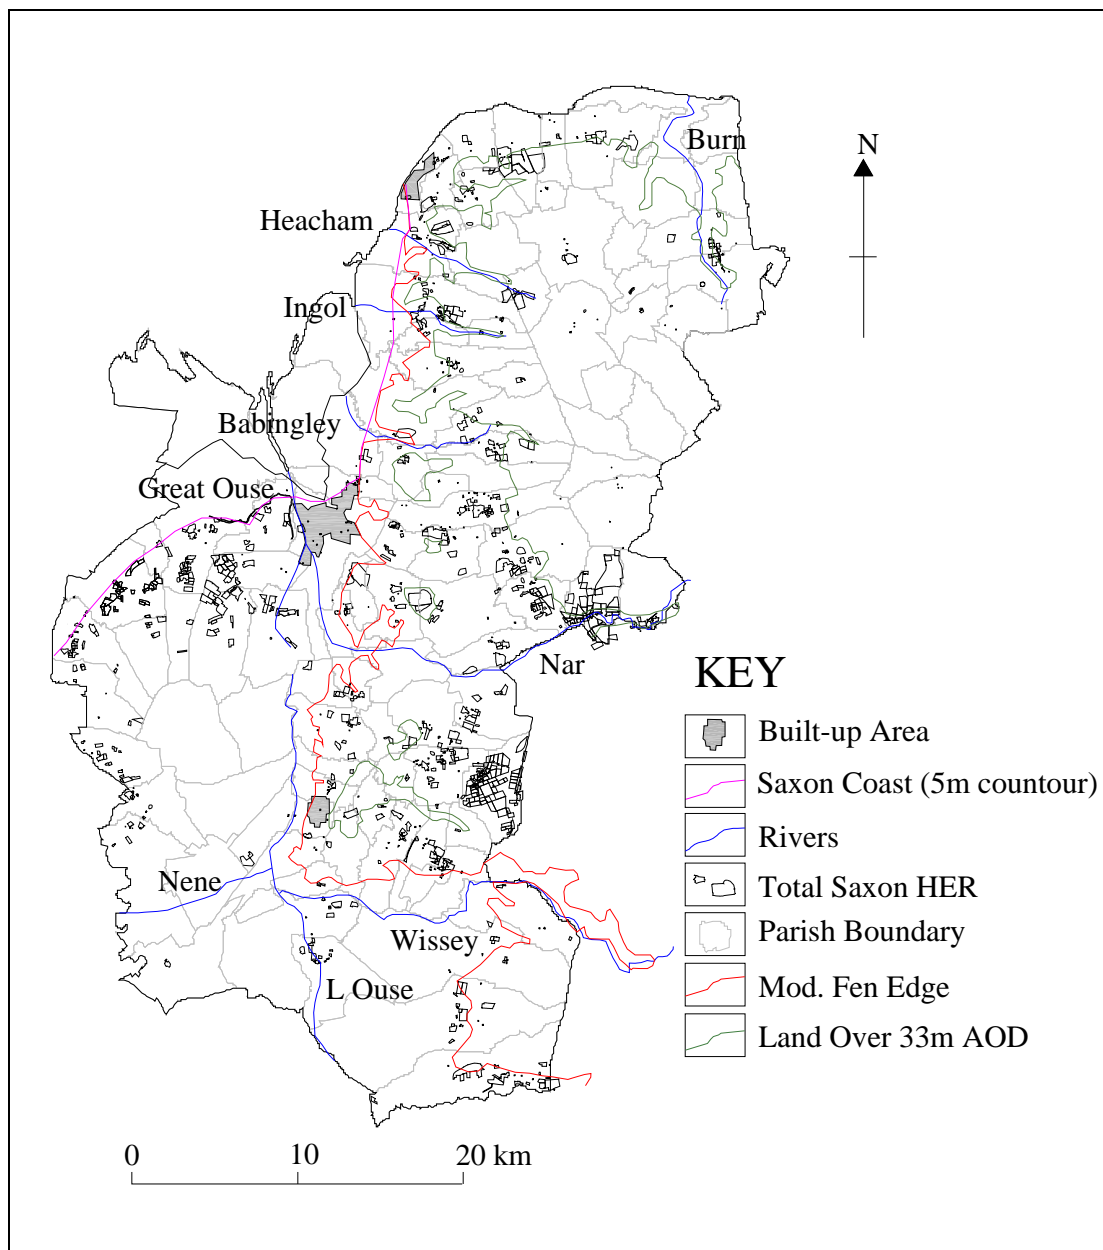 Burn
N
Heacham
Ingol
Babingley
Great Ouse
Nar
KEY
Built-up Area
Saxon Coast (5m countour)
Rivers
Total Saxon HER
Parish Boundary
Mod. Fen Edge
Land Over 33m AOD
Nene
Wissey
L Ouse
0 10 20 km